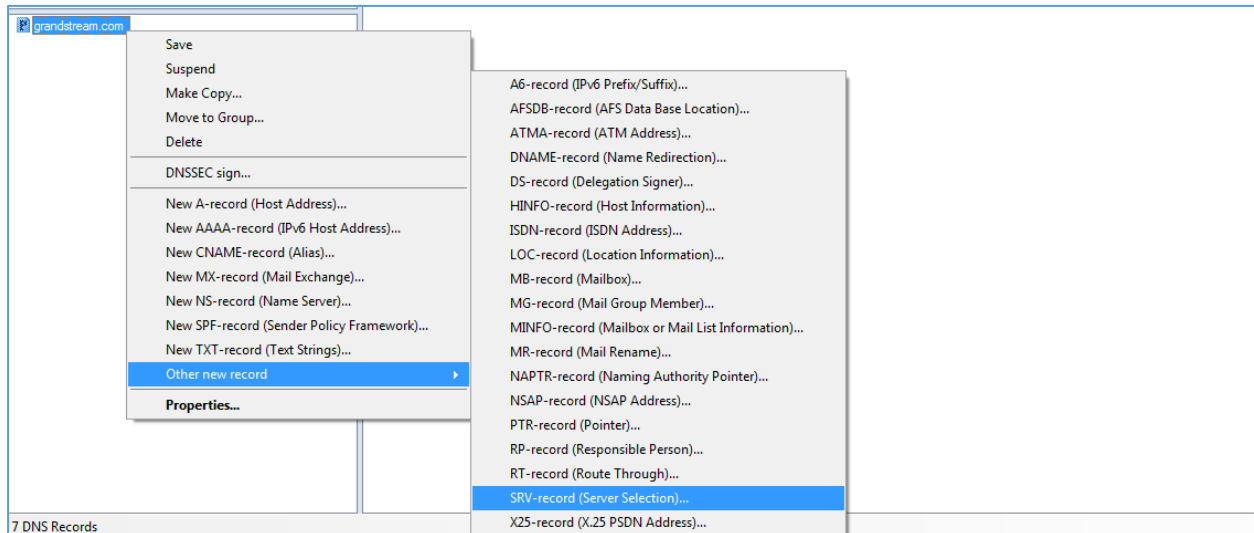 grandstream.com
Save
Suspend
Make Copy...
Move to Group...
Delete
DNSSEC sign...
New A-record (Host Address)...
New AAAA-record (IPv6 Host Address)...
New CNAME-record (Alias)...
New MX-record (Mail Exchange)...
New NS-record (Name Server)...
New SPF-record (Sender Policy Framework)...
New TXT-record (Text Strings)...
Other new record
Properties...
A6-record (IPv6 Prefix/Suffix)...
AFSDB-record (AFS Data Base Location)...
ATMA-record (ATM Address)...
DNAME-record (Name Redirection)...
DS-record (Delegation Signer)...
HINFO-record (Host Information)...
ISDN-record (ISDN Address)...
LOC-record (Location Information)...
MB-record (Mailbox)...
MG-record (Mail Group Member)...
MINFO-record (Mailbox or Mail List Information)...
MR-record (Mail Rename)...
NAPTR-record (Naming Authority Pointer)...
NSAP-record (NSAP Address)...
PTR-record (Pointer)...
RP-record (Responsible Person)...
RT-record (Route Through)...
SRV-record (Server Selection)...
X25-record (X.25 PSDN Address)...
7 DNS Records